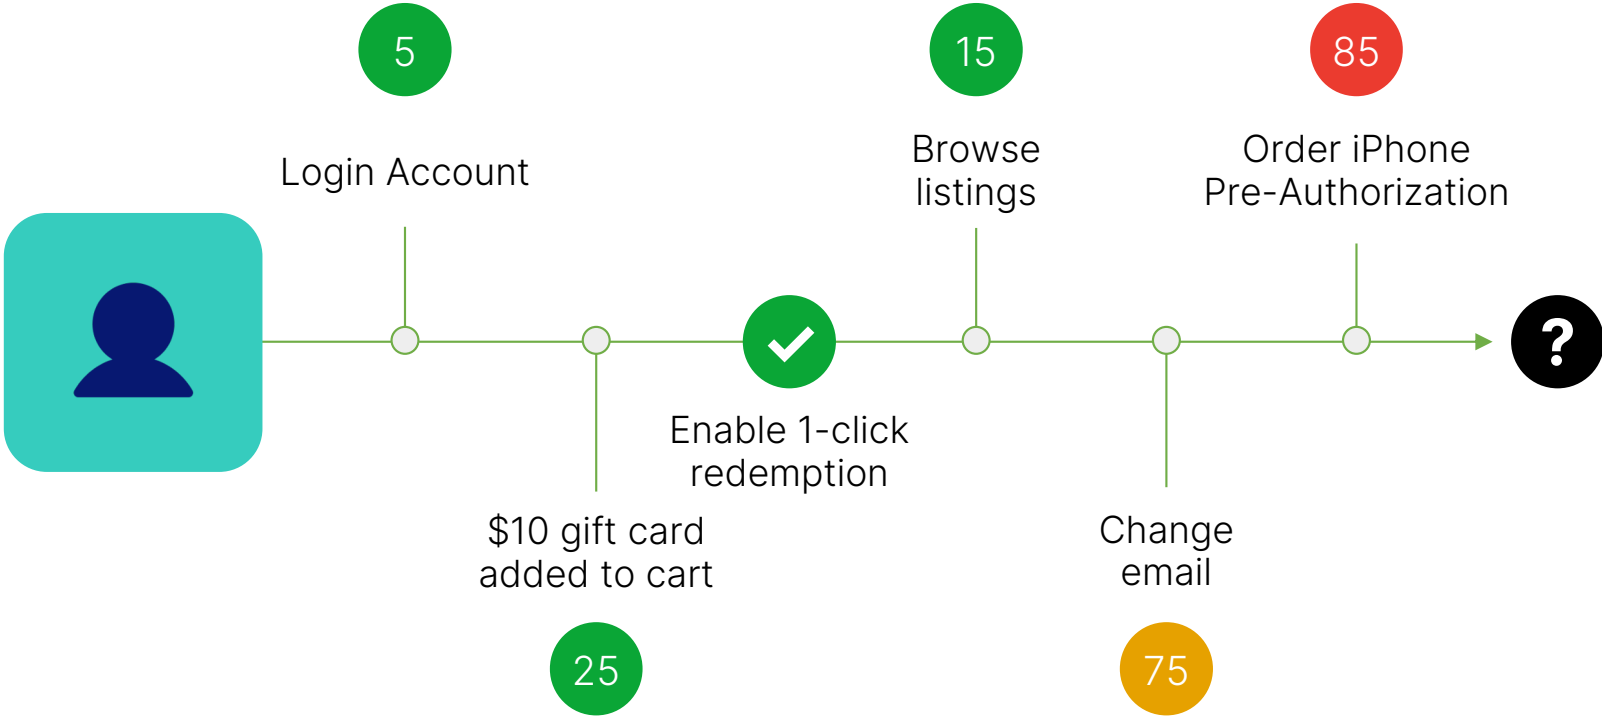 5
Login Account
$10 gift card
added to cart
25
Enable 1-click
redemption
15
Browse
listings
Change
email
75
85
Order iPhone
Pre-Authorization
?